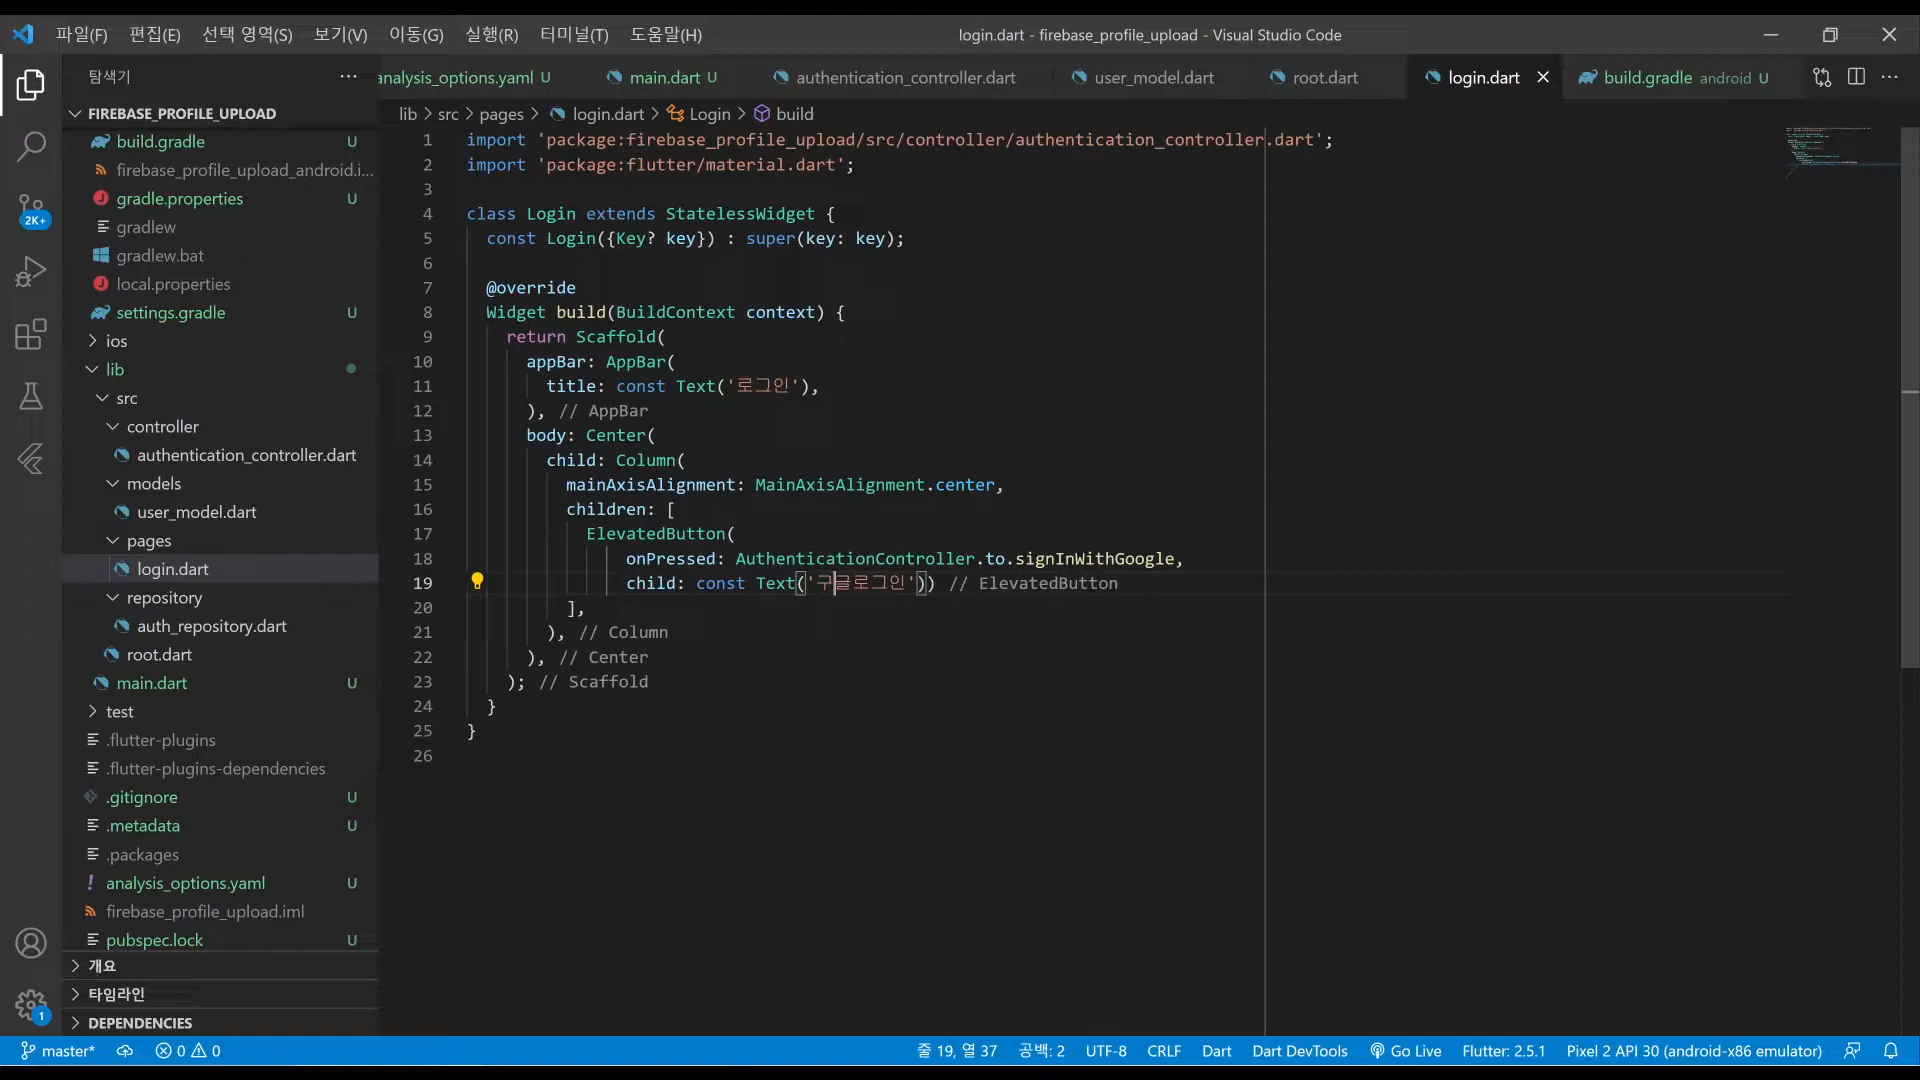 파일(F) 편집(E) 선택 영역(S) 보기(V) 이동(G) 실행(R) 터미널(T) 도움말(H)
login.dart - firebase_profile_upload - Visual Studio Code
탐색기
analysis_options.yaml U
main.dart U
authentication_controller.dart
user_model.dart
root.dart
login.dart
build.gradle android U
FIREBASE_PROFILE_UPLOAD
build.gradle U
firebase_profile_upload_android.i...
gradle.properties U
gradlew
gradlew.bat
local.properties
settings.gradle U
ios
lib
src
controller
authentication_controller.dart
models
user_model.dart
pages
login.dart
repository
auth_repository.dart
root.dart
main.dart U
test
.flutter-plugins
.flutter-plugins-dependencies
.gitignore U
.metadata U
.packages
analysis_options.yaml U
firebase_profile_upload.iml
pubspec.lock U
개요
타임라인
DEPENDENCIES
2K+
1
lib > src > pages > login.dart > Login > build
1 import 'package:firebase_profile_upload/src/controller/authentication_controller.dart';
2 import 'package:flutter/material.dart';
3
4 class Login extends StatelessWidget {
5 const Login({Key? key}) : super(key: key);
6
7 @override
8 Widget build(BuildContext context) {
9 return Scaffold(
10 appBar: AppBar(
11 title: const Text('로그인'),
12 ), // AppBar
13 body: Center(
14 child: Column(
15 mainAxisAlignment: MainAxisAlignment.center,
16 children: [
17 ElevatedButton(
18 onPressed: AuthenticationController.to.signInWithGoogle,
19 child: const Text('구글로그인')) // ElevatedButton
20 ],
21 ), // Column
22 ), // Center
23 ); // Scaffold
24 }
25 }
26
master* 0 0 줄 19, 열 37 공백: 2 UTF-8 CRLF Dart Dart DevTools Go Live Flutter: 2.5.1 Pixel 2 API 30 (android-x86 emulator)